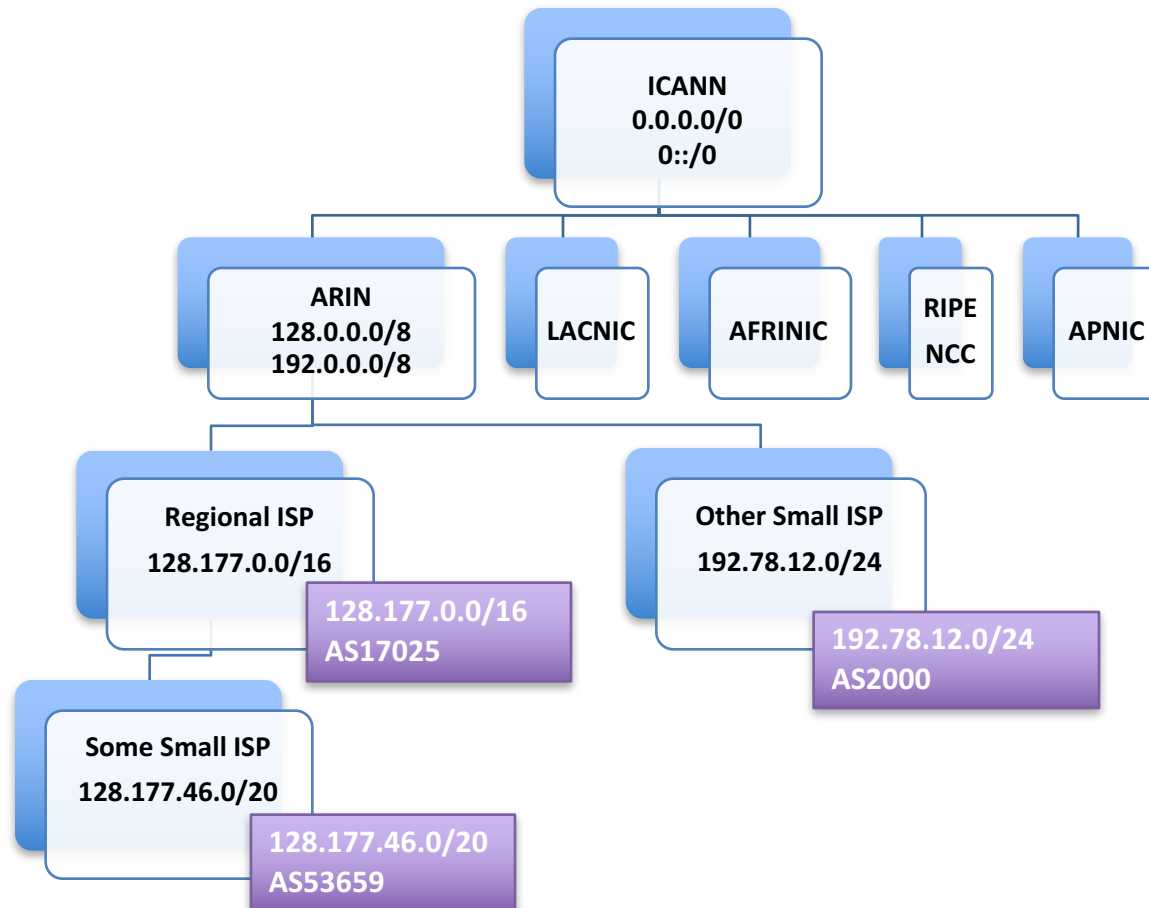 ICANN
0.0.0.0/0
0::/0
ARIN
128.0.0.0/8
192.0.0.0/8
LACNIC
AFRINIC
RIPE
NCC
APNIC
Regional ISP
128.177.0.0/16
128.177.0.0/16
AS17025
Other Small ISP
192.78.12.0/24
192.78.12.0/24
AS2000
Some Small ISP
128.177.46.0/20
128.177.46.0/20
AS53659